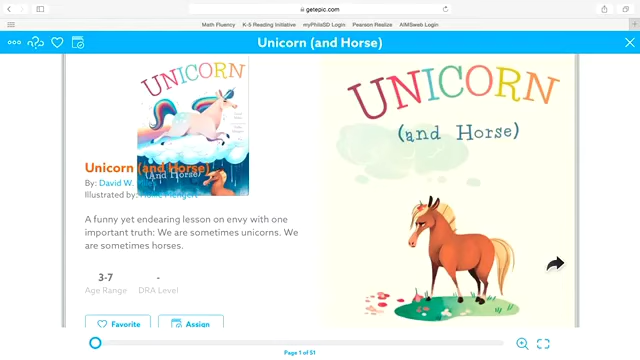 getepic.com
Math Fluency K-5 Reading Initiative myPhilaSD Login Pearson Realize AIMSweb Login
Unicorn (and Horse)
UNICORN
(And Horse)
Unicorn (and Horse)
By: David W.
Illustrated by:
A funny yet endearing lesson on envy with one
important truth: We are sometimes unicorns. We
are sometimes horses.
3-7 -
Age Range DRA Level
Favorite Assign
UNICORN
(and Horse)
Page 1 of 51